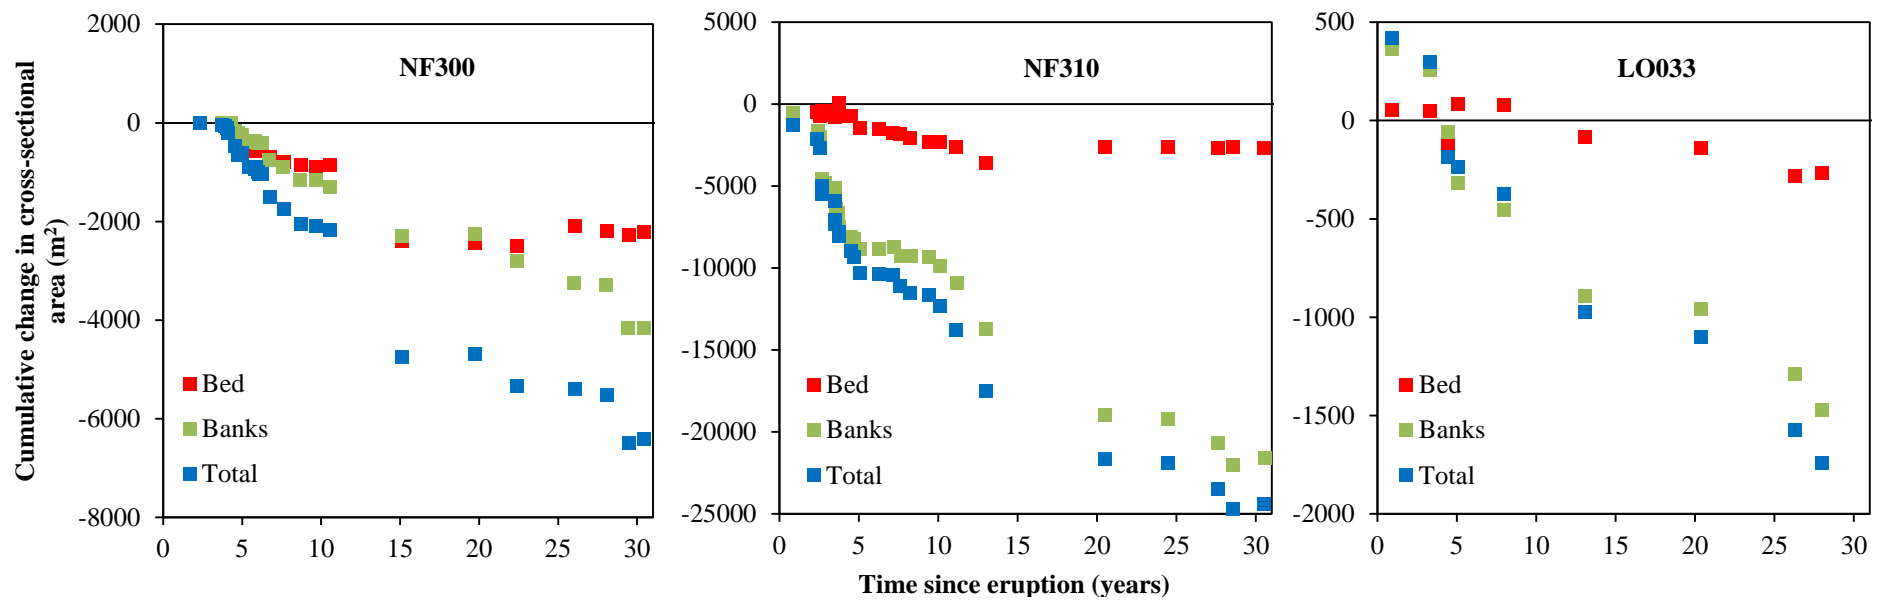 Cumulative change in cross-sectional
area (m²)
2000
0
-2000
-4000
-6000
-8000
NF300
Bed
Banks
Total
0 5 10 15 20 25 30
5000
0
-5000
-10000
-15000
-20000
-25000
NF310
Bed
Banks
Total
0 5 10 15 20 25 30
500
0
-500
-1000
-1500
-2000
LO033
Bed
Banks
Total
0 5 10 15 20 25 30
Time since eruption (years)